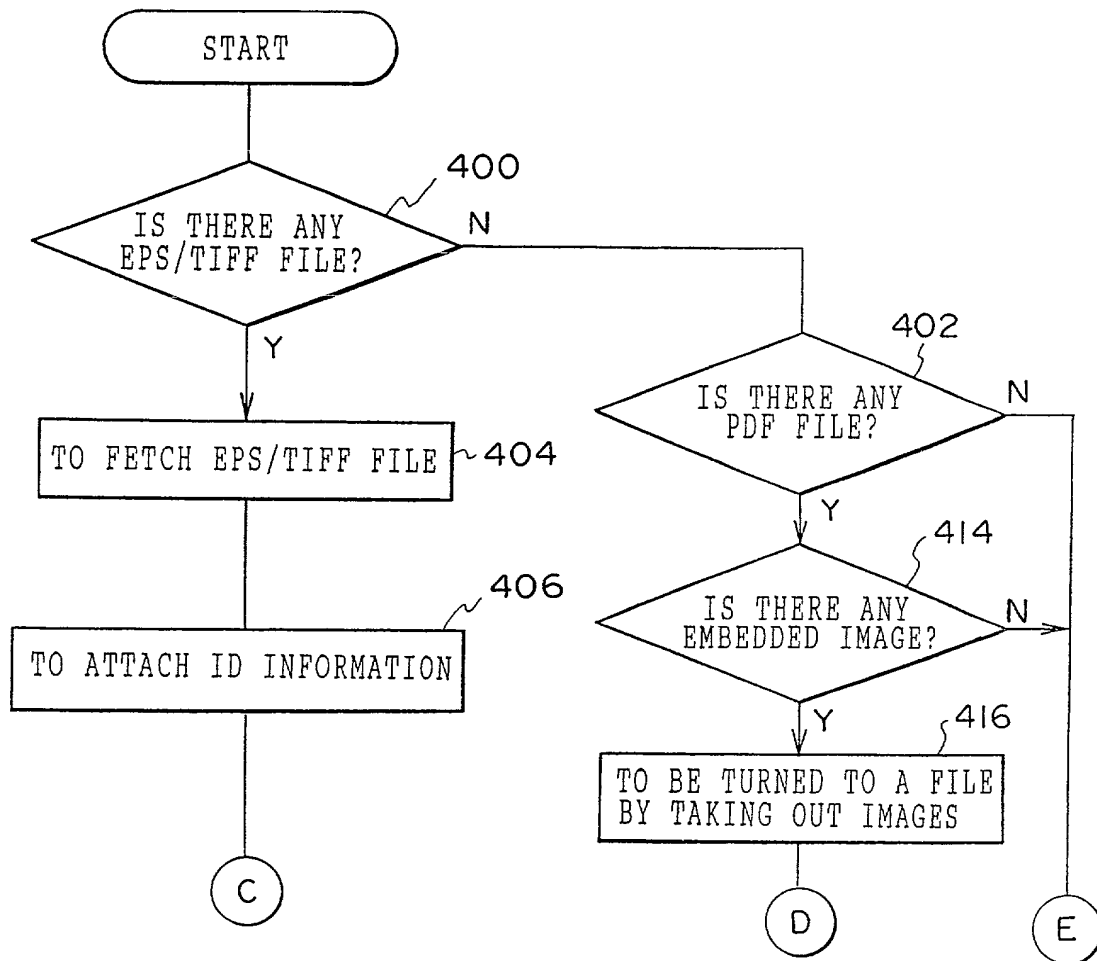 START
400
IS THERE ANY
EPS/TIFF FILE?
N
Y
402
IS THERE ANY
PDF FILE?
N
Y
TO FETCH EPS/TIFF FILE
404
414
IS THERE ANY
EMBEDDED IMAGE?
N
Y
406
TO ATTACH ID INFORMATION
416
TO BE TURNED TO A FILE
BY TAKING OUT IMAGES
C
D
E